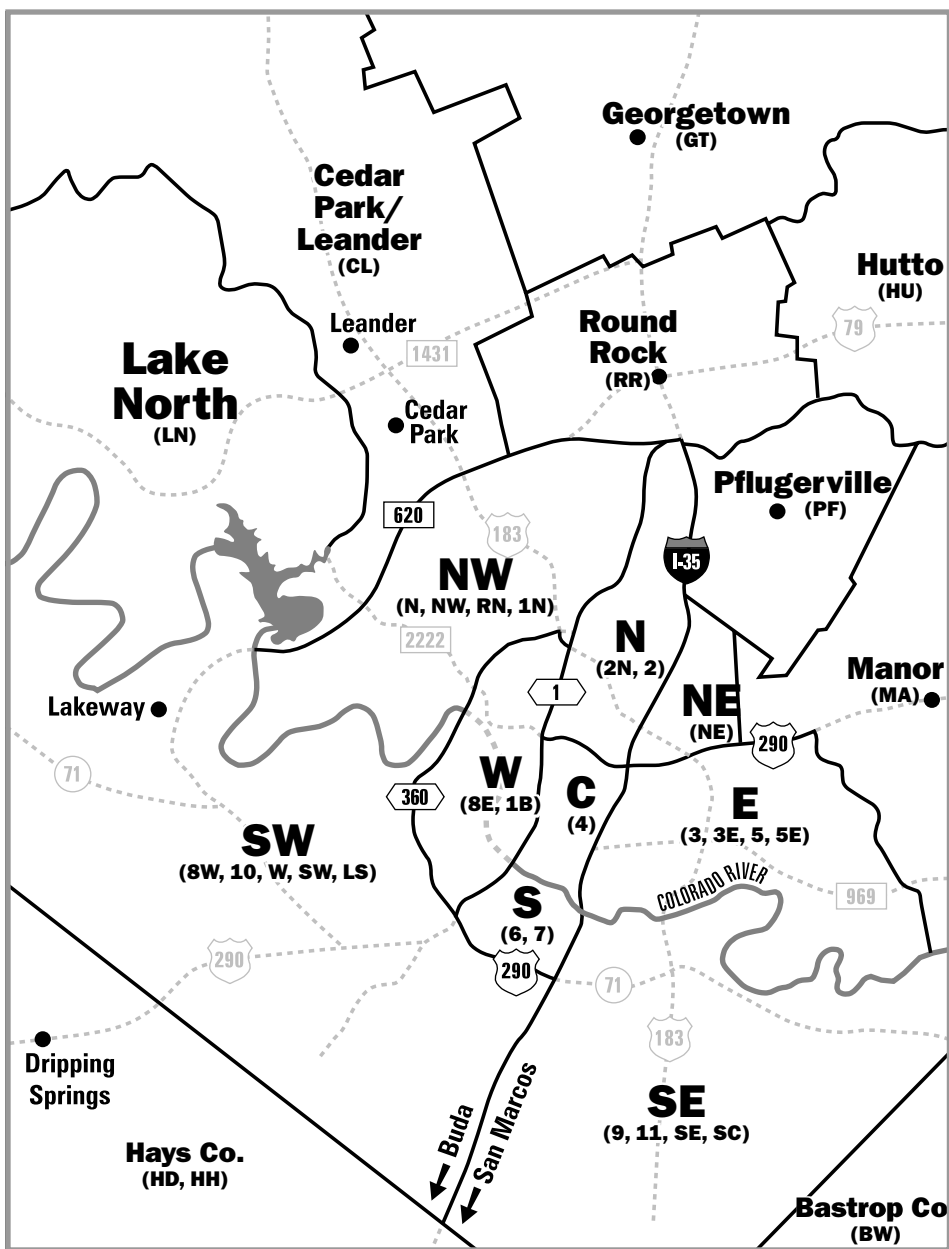 Georgetown
(GT)
Cedar
Park/
Leander
(CL)
Hutto
(HU)
Leander
1431
Round
Rock
(RR)
79
Lake
North
(LN)
Cedar
Park
Pflugerville
(PF)
620
183
I-35
NW
(N, NW, RN, 1N)
2222
N
(2N, 2)
1
NE
(NE)
Manor
(MA)
Lakeway
290
71
360
W
(8E, 1B)
C
(4)
E
(3, 3E, 5, 5E)
SW
(8W, 10, W, SW, LS)
COLORADO RIVER
969
S
(6, 7)
290
290
71
183
Dripping
Springs
SE
(9, 11, SE, SC)
Buda
San Marcos
Hays Co.
(HD, HH)
Bastrop Co
(BW)